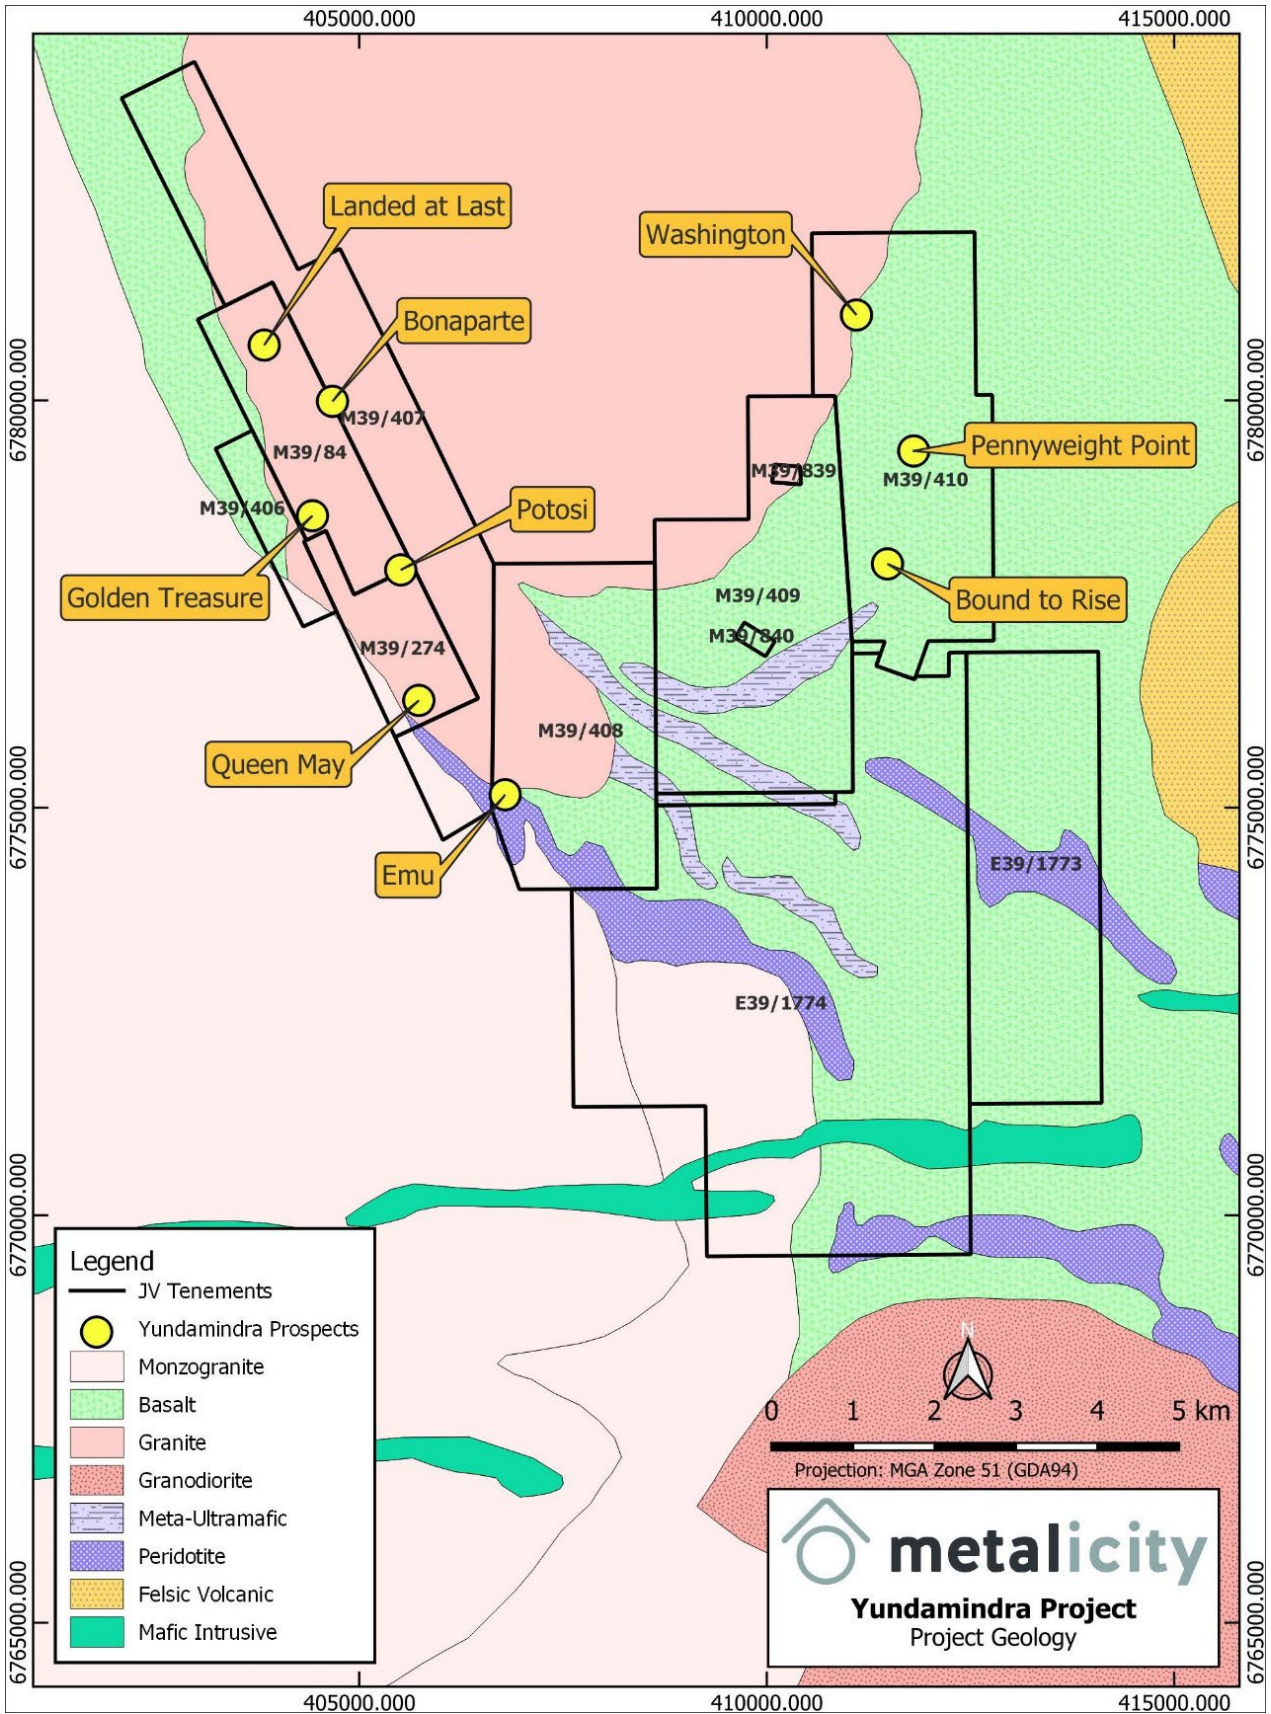 405000.000
410000.000
415000.000
Landed at Last
Washington
Bonaparte
6780000.000
6780000.000
M39/407
Pennyweight Point
M39/84
M39/839
M39/410
M39/406
Potosi
Golden Treasure
M39/409
Bound to Rise
M39/840
M39/274
M39/408
Queen May
6775000.000
6775000.000
Emu
E39/1773
E39/1774
6770000.000
6770000.000
Legend
JV Tenements
Yundamindra Prospects
Monzogranite
Basalt
Granite
Granodiorite
Meta-Ultramafic
Peridotite
Felsic Volcanic
Mafic Intrusive
N
0 1 2 3 4 5 km
Projection: MGA Zone 51 (GDA94)
metalicity
Yundamindra Project
Project Geology
6765000.000
6765000.000
405000.000
410000.000
415000.000